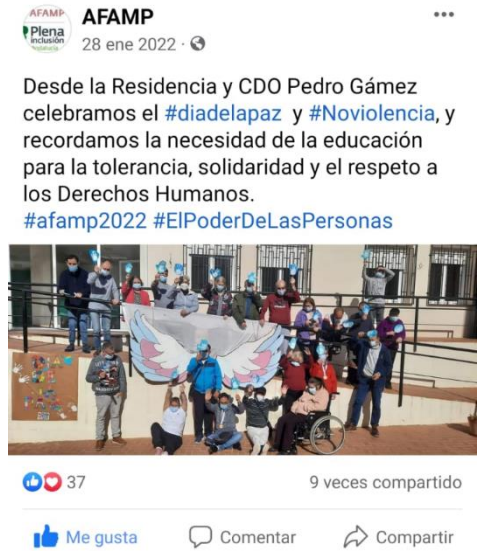 AFAMP
Plena
inclusión
Andalucía
AFAMP
28 ene 2022
Desde la Residencia y CDO Pedro Gámez
celebramos el #diadelapaz y #Noviolencia, y
recordamos la necesidad de la educación
para la tolerancia, solidaridad y el respeto a
los Derechos Humanos.
#afamp2022 #ElPoderDeLasPersonas
37
9 veces compartido
Me gusta
Comentar
Compartir